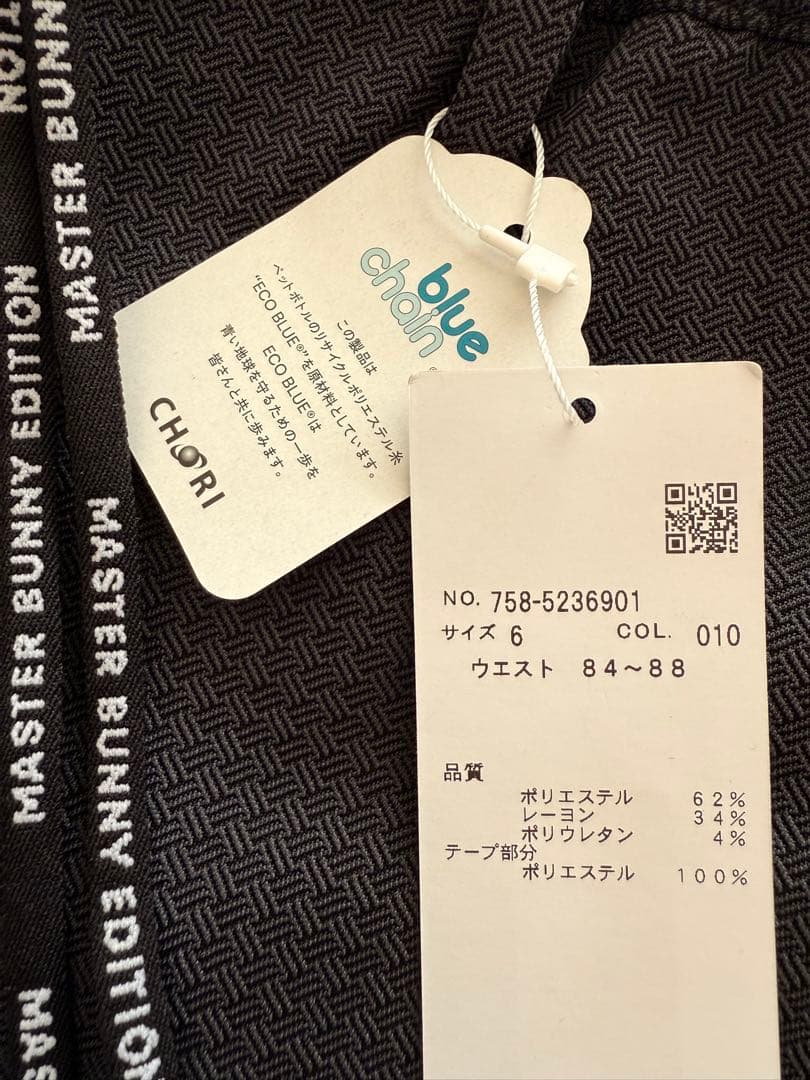 TION
MASTER BUNN
MASTER BUNNY EDITION
MASTER BUNNY EDITION
MAS
blue
chain
®
この製品は
ペットボトルのリサイクルポリエステル糸
"ECO BLUE®"を原材料としています。
ECO BLUE®は
青い地球を守るための一歩を
皆さんと共に歩みます。
CHORI
NO. 758-5236901
サイズ 6 COL. 010
ウエスト 84～88
品質
ポリエステル 62%
レーヨン 34%
ポリウレタン 4%
テープ部分
ポリエステル 100%